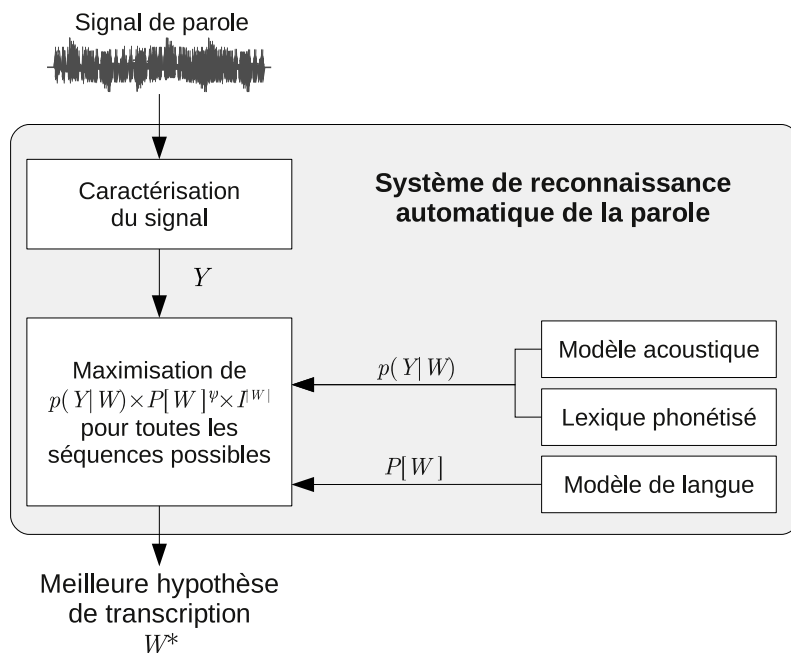 Signal de parole
Caractérisation
du signal
Système de reconnaissance
automatique de la parole
Y
Maximisation de
p(Y|W)×P[W]^ψ×I^|W|
pour toutes les
séquences possibles
p(Y|W)
Modèle acoustique
Lexique phonétisé
P[W]
Modèle de langue
Meilleure hypothèse
de transcription
W*